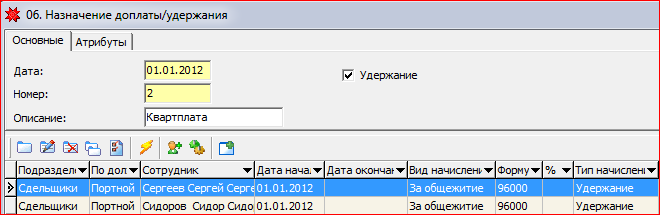 06. Назначение доплаты/удержания
Основные Атрибуты
Дата: 01.01.2012 Удержание
Номер: 2
Описание: Квартплата
Подразделе По дол Сотрудник Дата нача. Дата окончан Вид начислени Форму % Тип начислени
Сдельщики Портной Сергеев Сергей Серге 01.01.2012 За общежитие 96000 Удержание
Сдельщики Портной Сидоров Сидор Сидо 01.01.2012 За общежитие 96000 Удержание